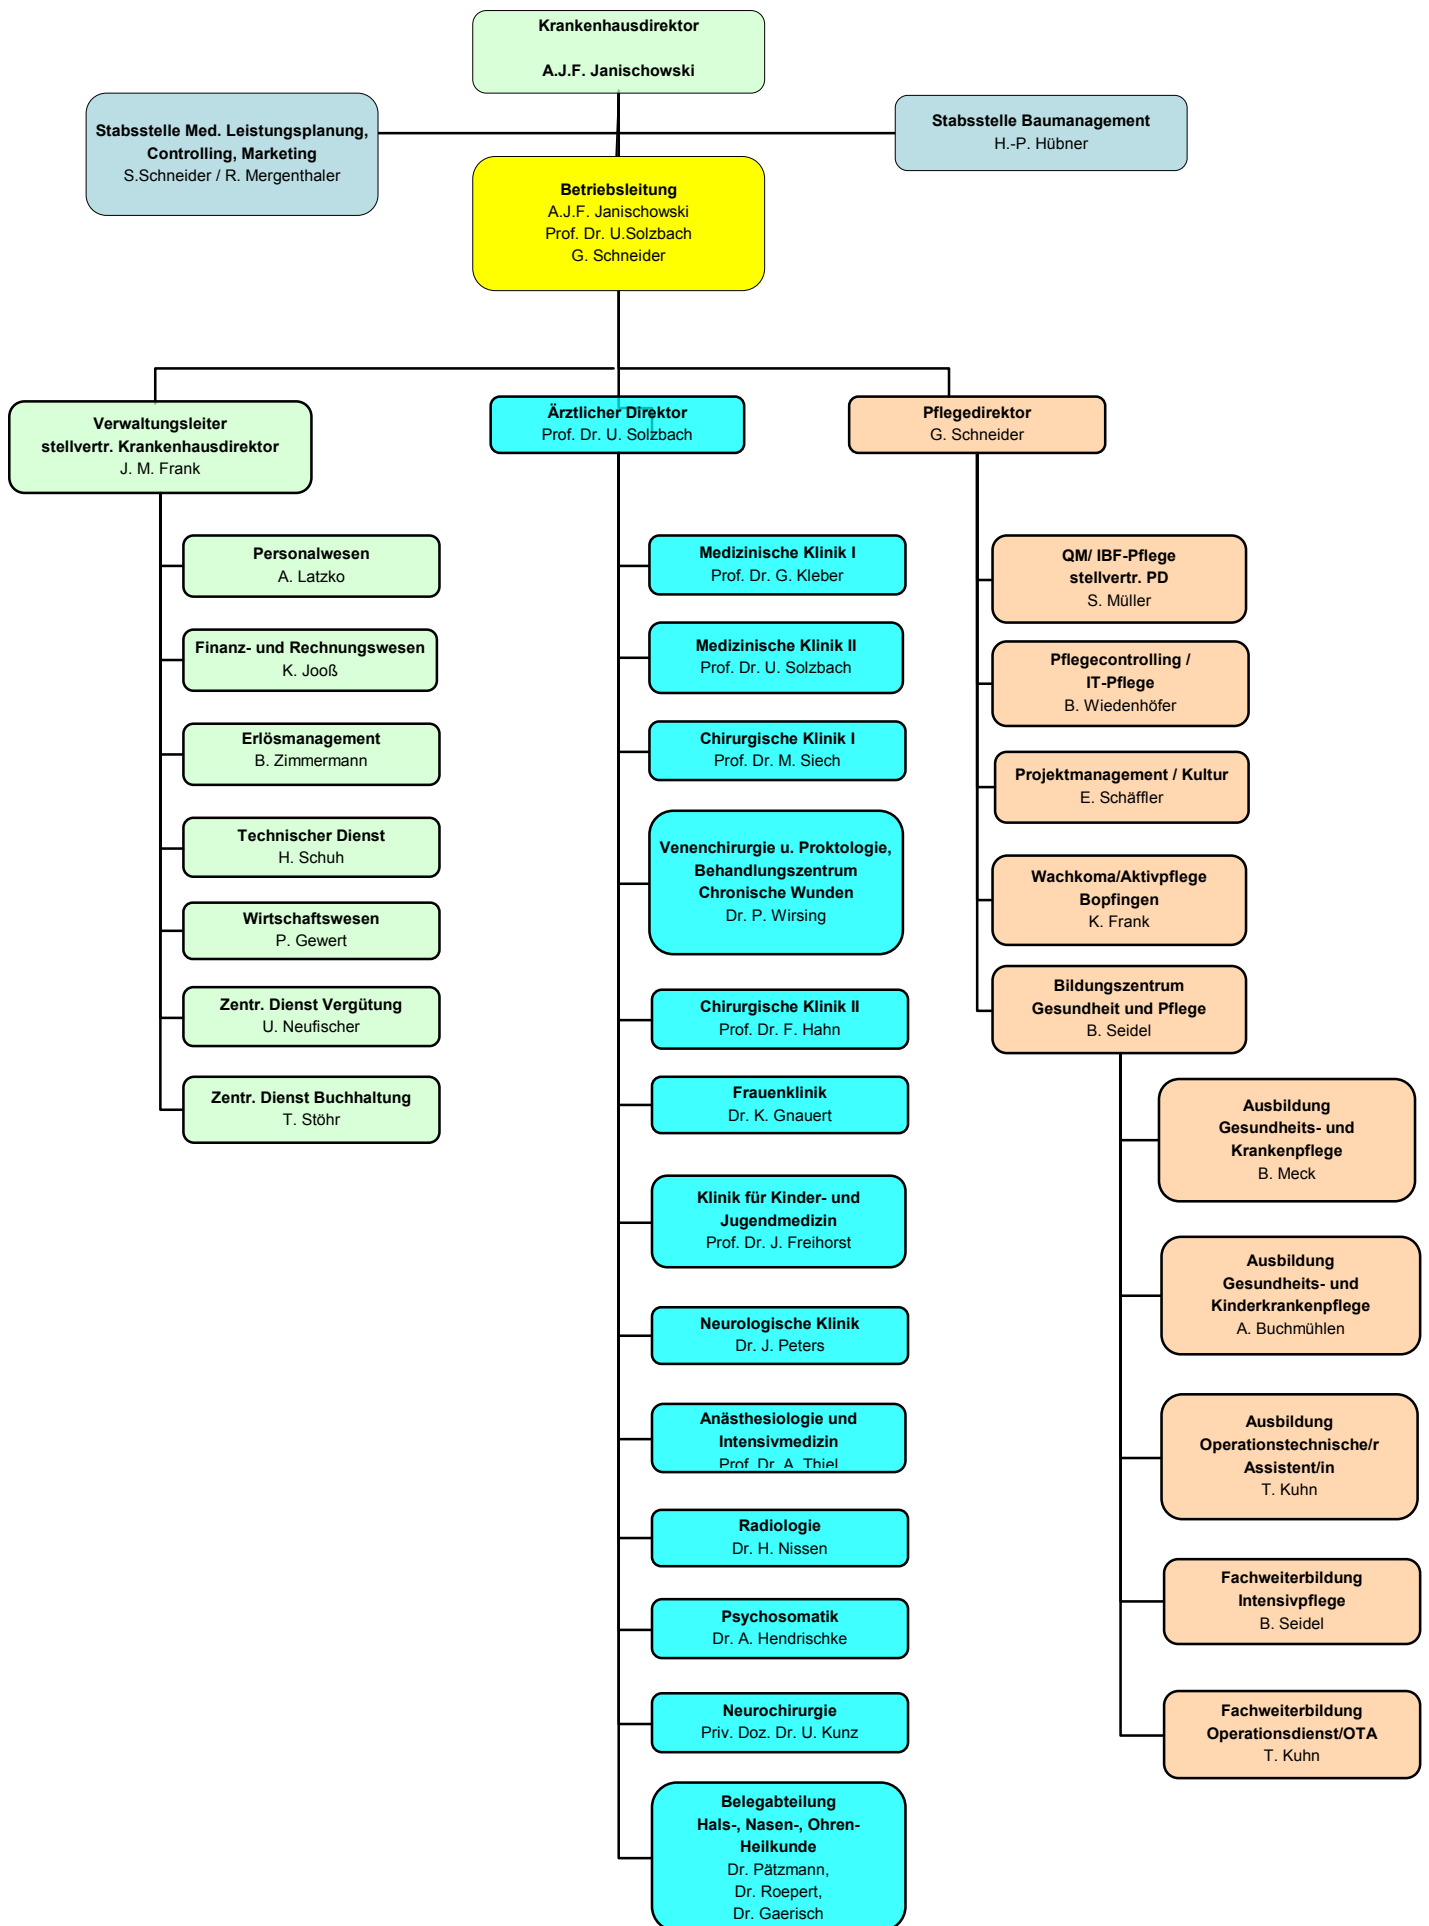 Krankenhausdirektor
A.J.F. Janischowski
Stabsstelle Med. Leistungsplanung,
Controlling, Marketing
S.Schneider / R. Mergenthaler
Stabsstelle Baumanagement
H.-P. Hübner
Betriebsleitung
A.J.F. Janischowski
Prof. Dr. U.Solzbach
G. Schneider
Verwaltungsleiter
stellvertr. Krankenhausdirektor
J. M. Frank
Ärztlicher Direktor
Prof. Dr. U. Solzbach
Pflegedirektor
G. Schneider
Personalwesen
A. Latzko
Finanz- und Rechnungswesen
K. Jooß
Erlösmanagement
B. Zimmermann
Technischer Dienst
H. Schuh
Wirtschaftswesen
P. Gewert
Zentr. Dienst Vergütung
U. Neufischer
Zentr. Dienst Buchhaltung
T. Stöhr
Medizinische Klinik I
Prof. Dr. G. Kleber
Medizinische Klinik II
Prof. Dr. U. Solzbach
Chirurgische Klinik I
Prof. Dr. M. Siech
Venenchirurgie u. Proktologie,
Behandlungszentrum
Chronische Wunden
Dr. P. Wirsing
Chirurgische Klinik II
Prof. Dr. F. Hahn
Frauenklinik
Dr. K. Gnauert
Klinik für Kinder- und
Jugendmedizin
Prof. Dr. J. Freihorst
Neurologische Klinik
Dr. J. Peters
Anästhesiologie und
Intensivmedizin
Prof. Dr. A. Thiel
Radiologie
Dr. H. Nissen
Psychosomatik
Dr. A. Hendrischke
Neurochirurgie
Priv. Doz. Dr. U. Kunz
Belegabteilung
Hals-, Nasen-, Ohren-
Heilkunde
Dr. Pätzmann,
Dr. Roepert,
Dr. Gaerisch
QM/ IBF-Pflege
stellvertr. PD
S. Müller
Pflegecontrolling /
IT-Pflege
B. Wiedenhöfer
Projektmanagement / Kultur
E. Schäffler
Wachkoma/Aktivpflege
Bopfingen
K. Frank
Bildungszentrum
Gesundheit und Pflege
B. Seidel
Ausbildung
Gesundheits- und
Krankenpflege
B. Meck
Ausbildung
Gesundheits- und
Kinderkrankenpflege
A. Buchmühlen
Ausbildung
Operationstechnische/r
Assistent/in
T. Kuhn
Fachweiterbildung
Intensivpflege
B. Seidel
Fachweiterbildung
Operationsdienst/OTA
T. Kuhn